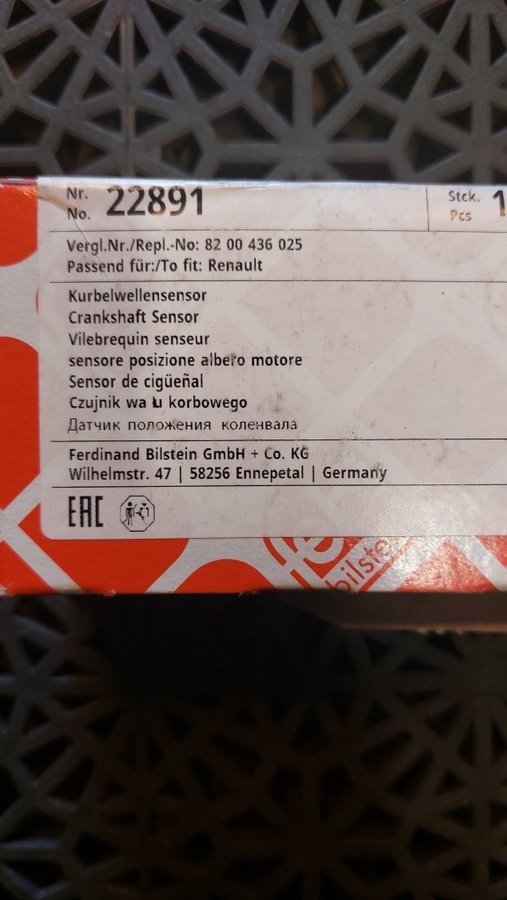 Nr.
No. 22891
Stck.
Pcs 1
Vergl.Nr./Repl.-No: 82 00 436 025
Passend für:/To fit: Renault
Kurbelwellensensor
Crankshaft Sensor
Vilebrequin senseur
sensore posizione albero motore
Sensor de cigüeñal
Czujnik wa u korbowego
Датчик положения коленвала
Ferdinand Bilstein GmbH + Co. KG
Wilhelmstr. 47 | 58256 Ennepetal | Germany
EAC
bilste